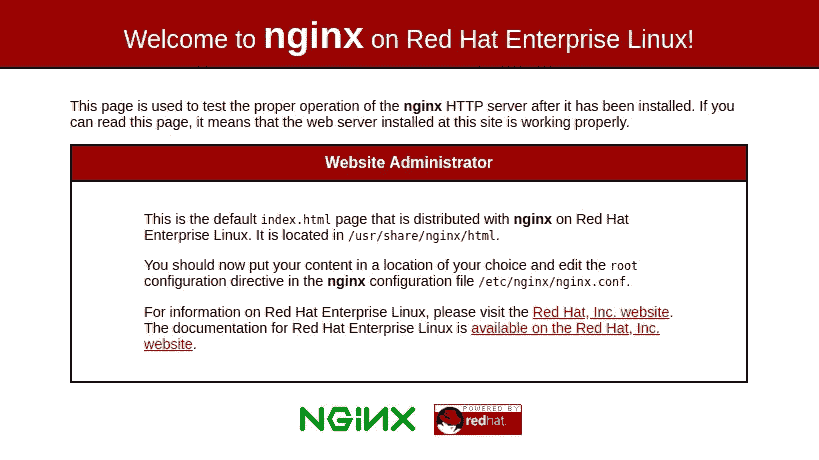 Welcome to nginx on Red Hat Enterprise Linux!
This page is used to test the proper operation of the nginx HTTP server after it has been installed. If you
can read this page, it means that the web server installed at this site is working properly.
Website Administrator
This is the default index.html page that is distributed with nginx on Red Hat
Enterprise Linux. It is located in /usr/share/nginx/html.
You should now put your content in a location of your choice and edit the root
configuration directive in the nginx configuration file /etc/nginx/nginx.conf.
For information on Red Hat Enterprise Linux, please visit the Red Hat, Inc. website.
The documentation for Red Hat Enterprise Linux is available on the Red Hat, Inc.
website.
NGINX
POWERED BY
redhat.